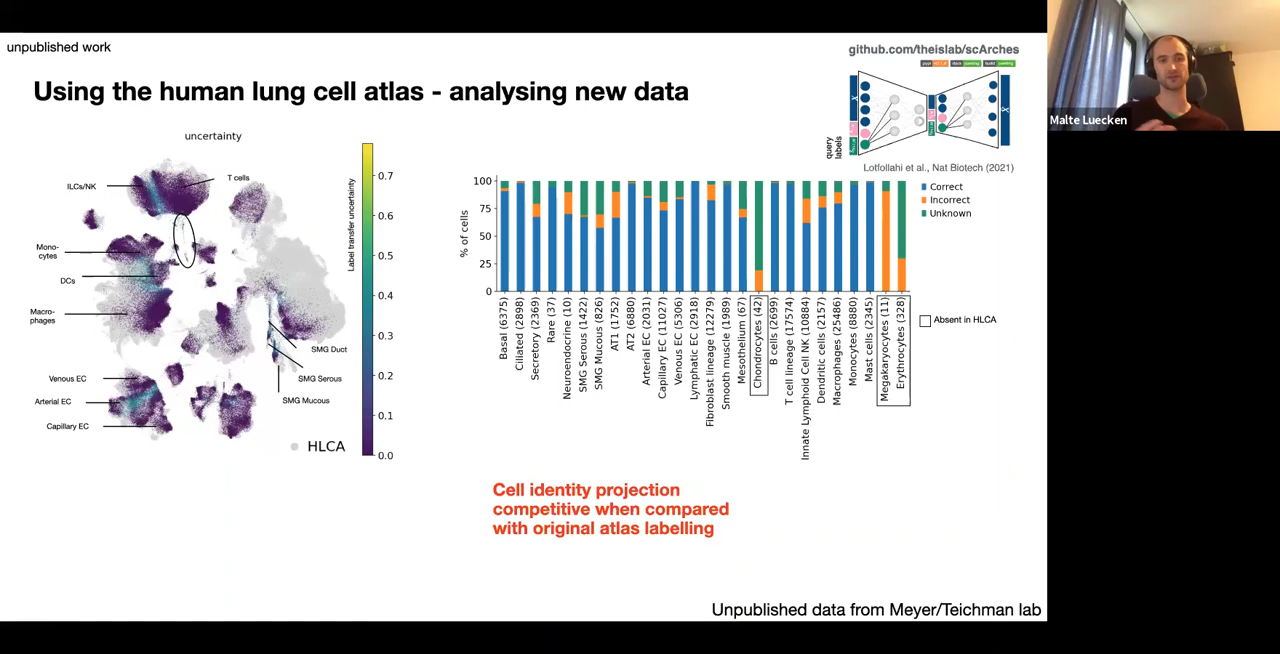 unpublished work
github.com/theislab/scArches
Using the human lung cell atlas - analysing new data
query
labels
Lotfollahi et al., Nat Biotech (2021)
Malte Luecken
uncertainty
ILCs/NK
T cells
Mono-
cytes
DCs
Macro-
phages
SMG Duct
SMG Serous
SMG Mucous
Venous EC
Arterial EC
Capillary EC
HLCA
Label transfer uncertainty
0.7
0.6
0.5
0.4
0.3
0.2
0.1
0.0
% of cells
100
75
50
25
0
Correct
Incorrect
Unknown
Absent in HLCA
Basal (6375)
Ciliated (2898)
Secretory (2369)
Rare (37)
Neuroendocrine (10)
SMG Serous (1422)
SMG Mucous (826)
AT1 (1752)
AT2 (6880)
Arterial EC (2031)
Capillary EC (11027)
Venous EC (5306)
Lymphatic EC (2918)
Fibroblast lineage (12279)
Smooth muscle (1989)
Mesothelium (67)
Chondrocytes (42)
B cells (2699)
T cell lineage (17574)
Innate Lymphoid Cell NK (10884)
Dendritic cells (2157)
Macrophages (25486)
Monocytes (8880)
Mast cells (2345)
Megakaryocytes (11)
Erythrocytes (328)
Cell identity projection
competitive when compared
with original atlas labelling
Unpublished data from Meyer/Teichman lab